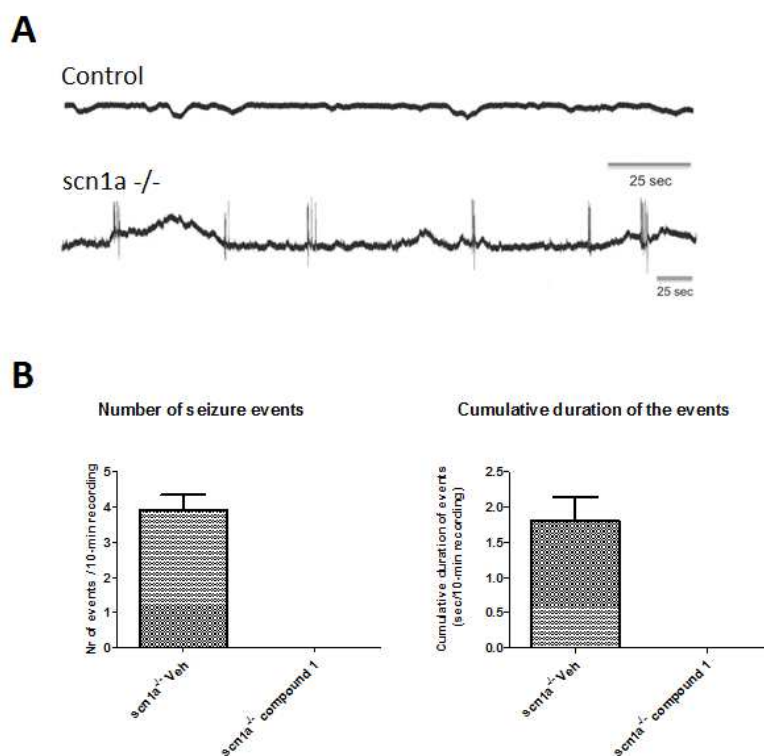 A
Control
25 sec
scn1a -/-
25 sec
B
Number of seizure events
Nr of events /10-min recording
5
4
3
2
1
0
scn1a-/- Veh
scn1a-/- compound 1
Cumulative duration of the events
Cumulative duration of events
(sec/10-min recording)
2.5
2.0
1.5
1.0
0.5
0.0
scn1a-/- Veh
scn1a-/- compound 1